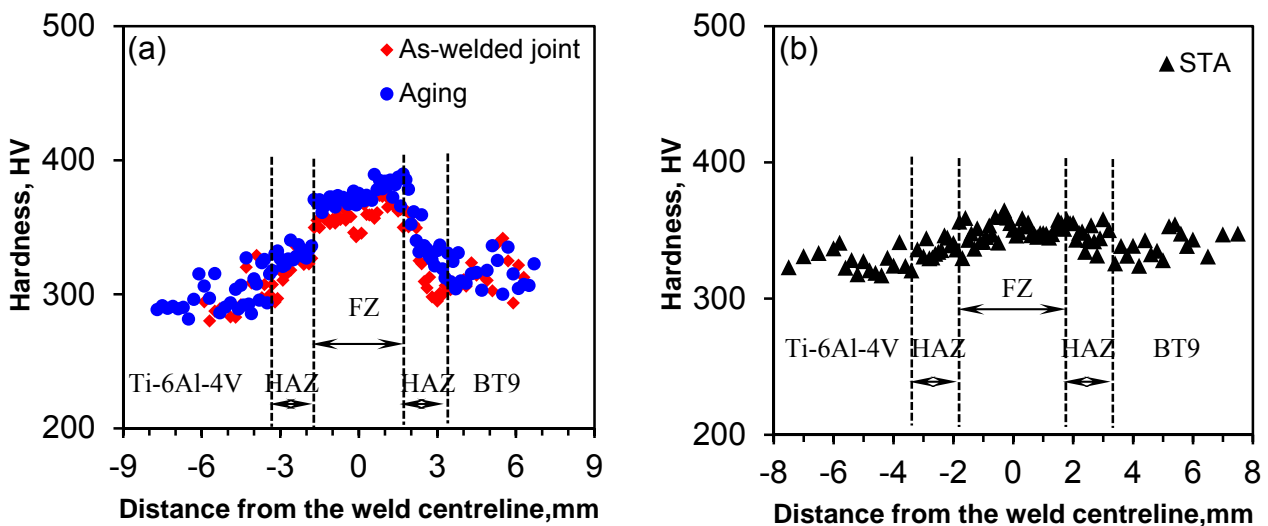 (a)
As-welded joint
Aging
500
400
300
200
Hardness, HV
FZ
Ti-6Al-4V
HAZ
HAZ
BT9
-9
-6
-3
0
3
6
9
Distance from the weld centreline,mm
(b)
STA
500
400
300
200
Hardness, HV
FZ
Ti-6Al-4V
HAZ
HAZ
BT9
-8
-6
-4
-2
0
2
4
6
8
Distance from the weld centreline,mm